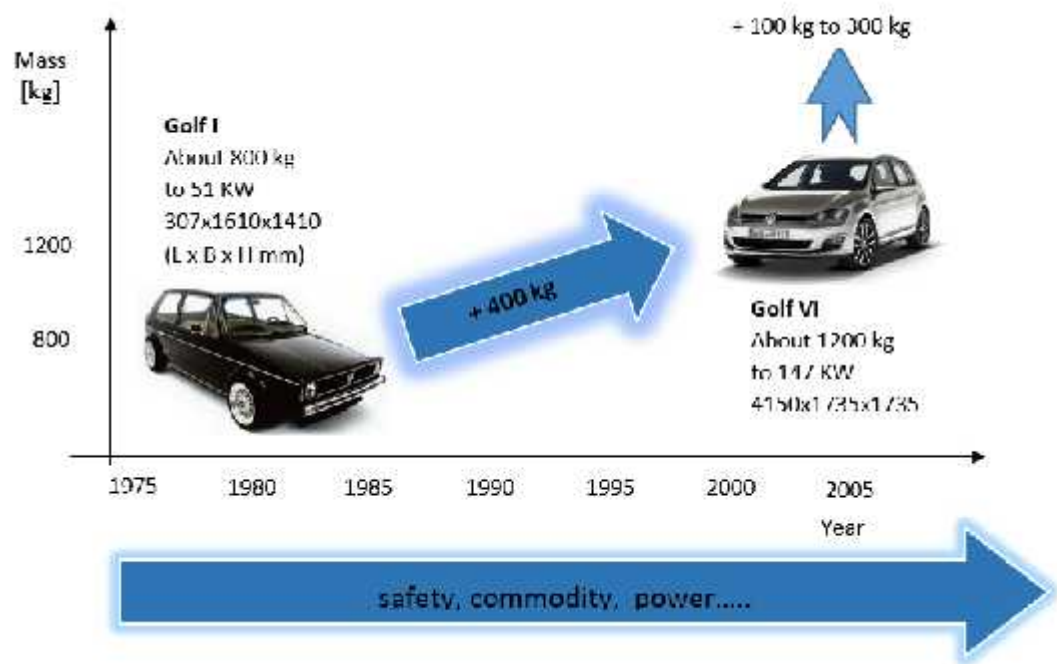 + 100 kg to 300 kg
Mass
[kg]
Golf I
About 800 kg
to 51 KW
307x1610x1410
(L x B x H mm)
1200
+ 400 kg
800
Golf VI
About 1200 kg
to 147 KW
4150x1735x1735
1975 1980 1985 1990 1995 2000 2005
Year
safety, commodity, power.....